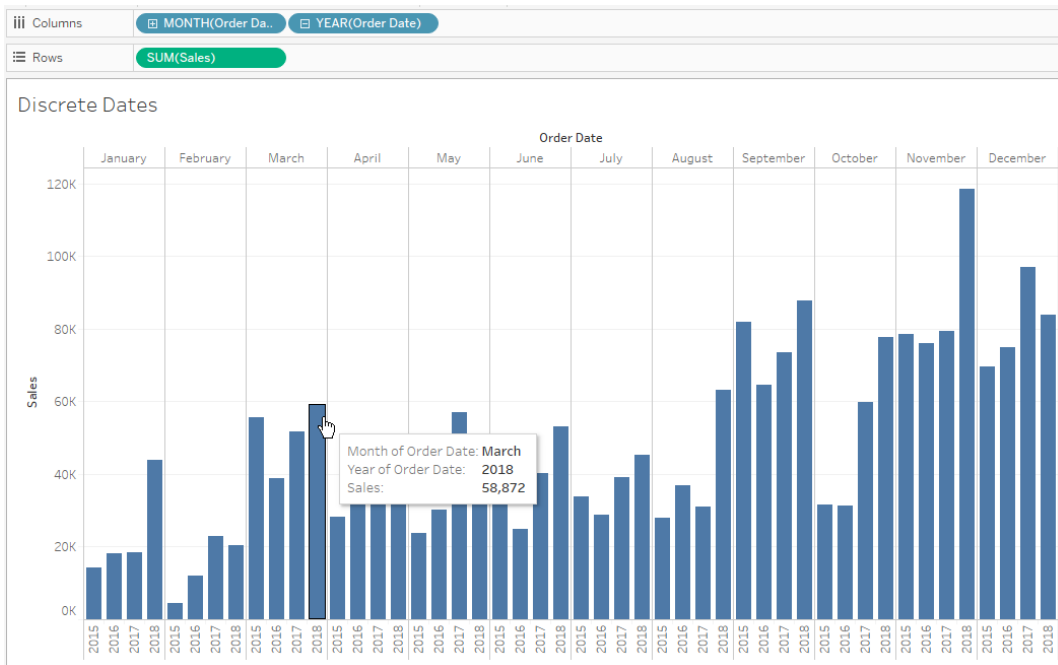 Columns
MONTH(Order Da..
YEAR(Order Date)
Rows
SUM(Sales)
Discrete Dates
Order Date
January February March April May June July August September October November December
120K
100K
80K
60K
40K
20K
0K
Sales
Month of Order Date: March
Year of Order Date: 2018
Sales: 58,872
2015 2016 2017 2018 2015 2016 2017 2018 2015 2016 2017 2018 2015 2016 2017 2018 2015 2016 2017 2018 2015 2016 2017 2018 2015 2016 2017 2018 2015 2016 2017 2018 2015 2016 2017 2018 2015 2016 2017 2018 2015 2016 2017 2018 2015 2016 2017 2018